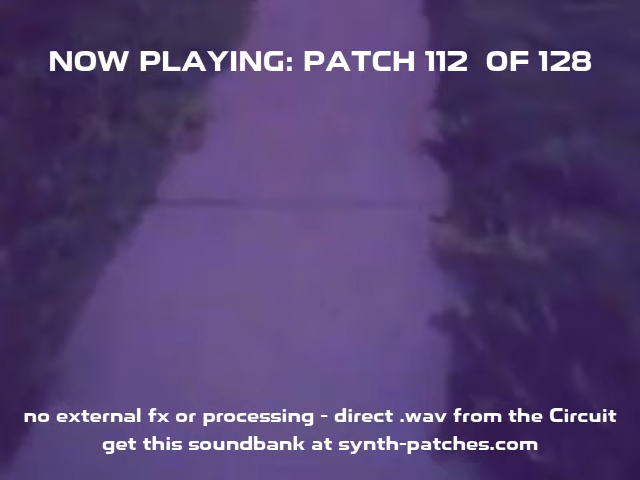 NOW PLAYING: PATCH 112 OF 128
no external fx or processing - direct .wav from the Circuit
get this soundbank at synth-patches.com